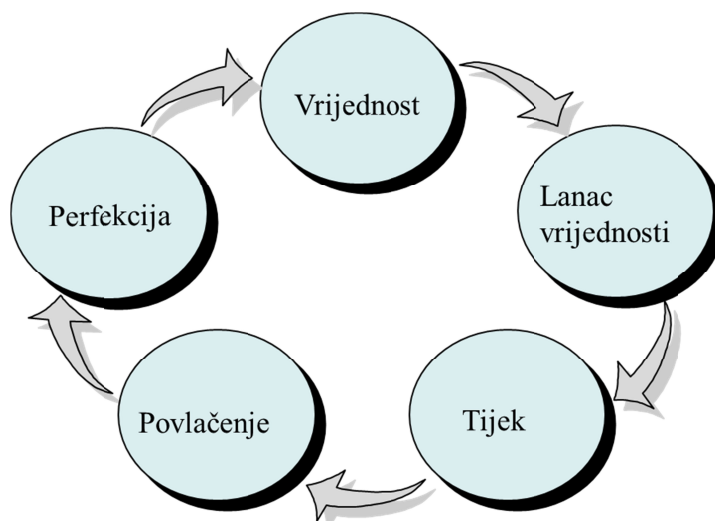 Vrijednost
Lanac
vrijednosti
Tijek
Povlačenje
Perfekcija